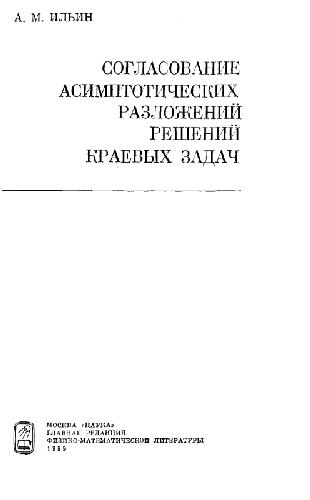 А. М. ИЛЬИН
СОГЛАСОВАНИЕ
АСИМПТОТИЧЕСКИХ
РАЗЛОЖЕНИЙ
РЕШЕНИЙ
КРАЕВЫХ ЗАДАЧ
МОСКВА «НАУКА»
ГЛАВНАЯ РЕДАКЦИЯ
ФИЗИКО-МАТЕМАТИЧЕСКОЙ ЛИТЕРАТУРЫ
1989